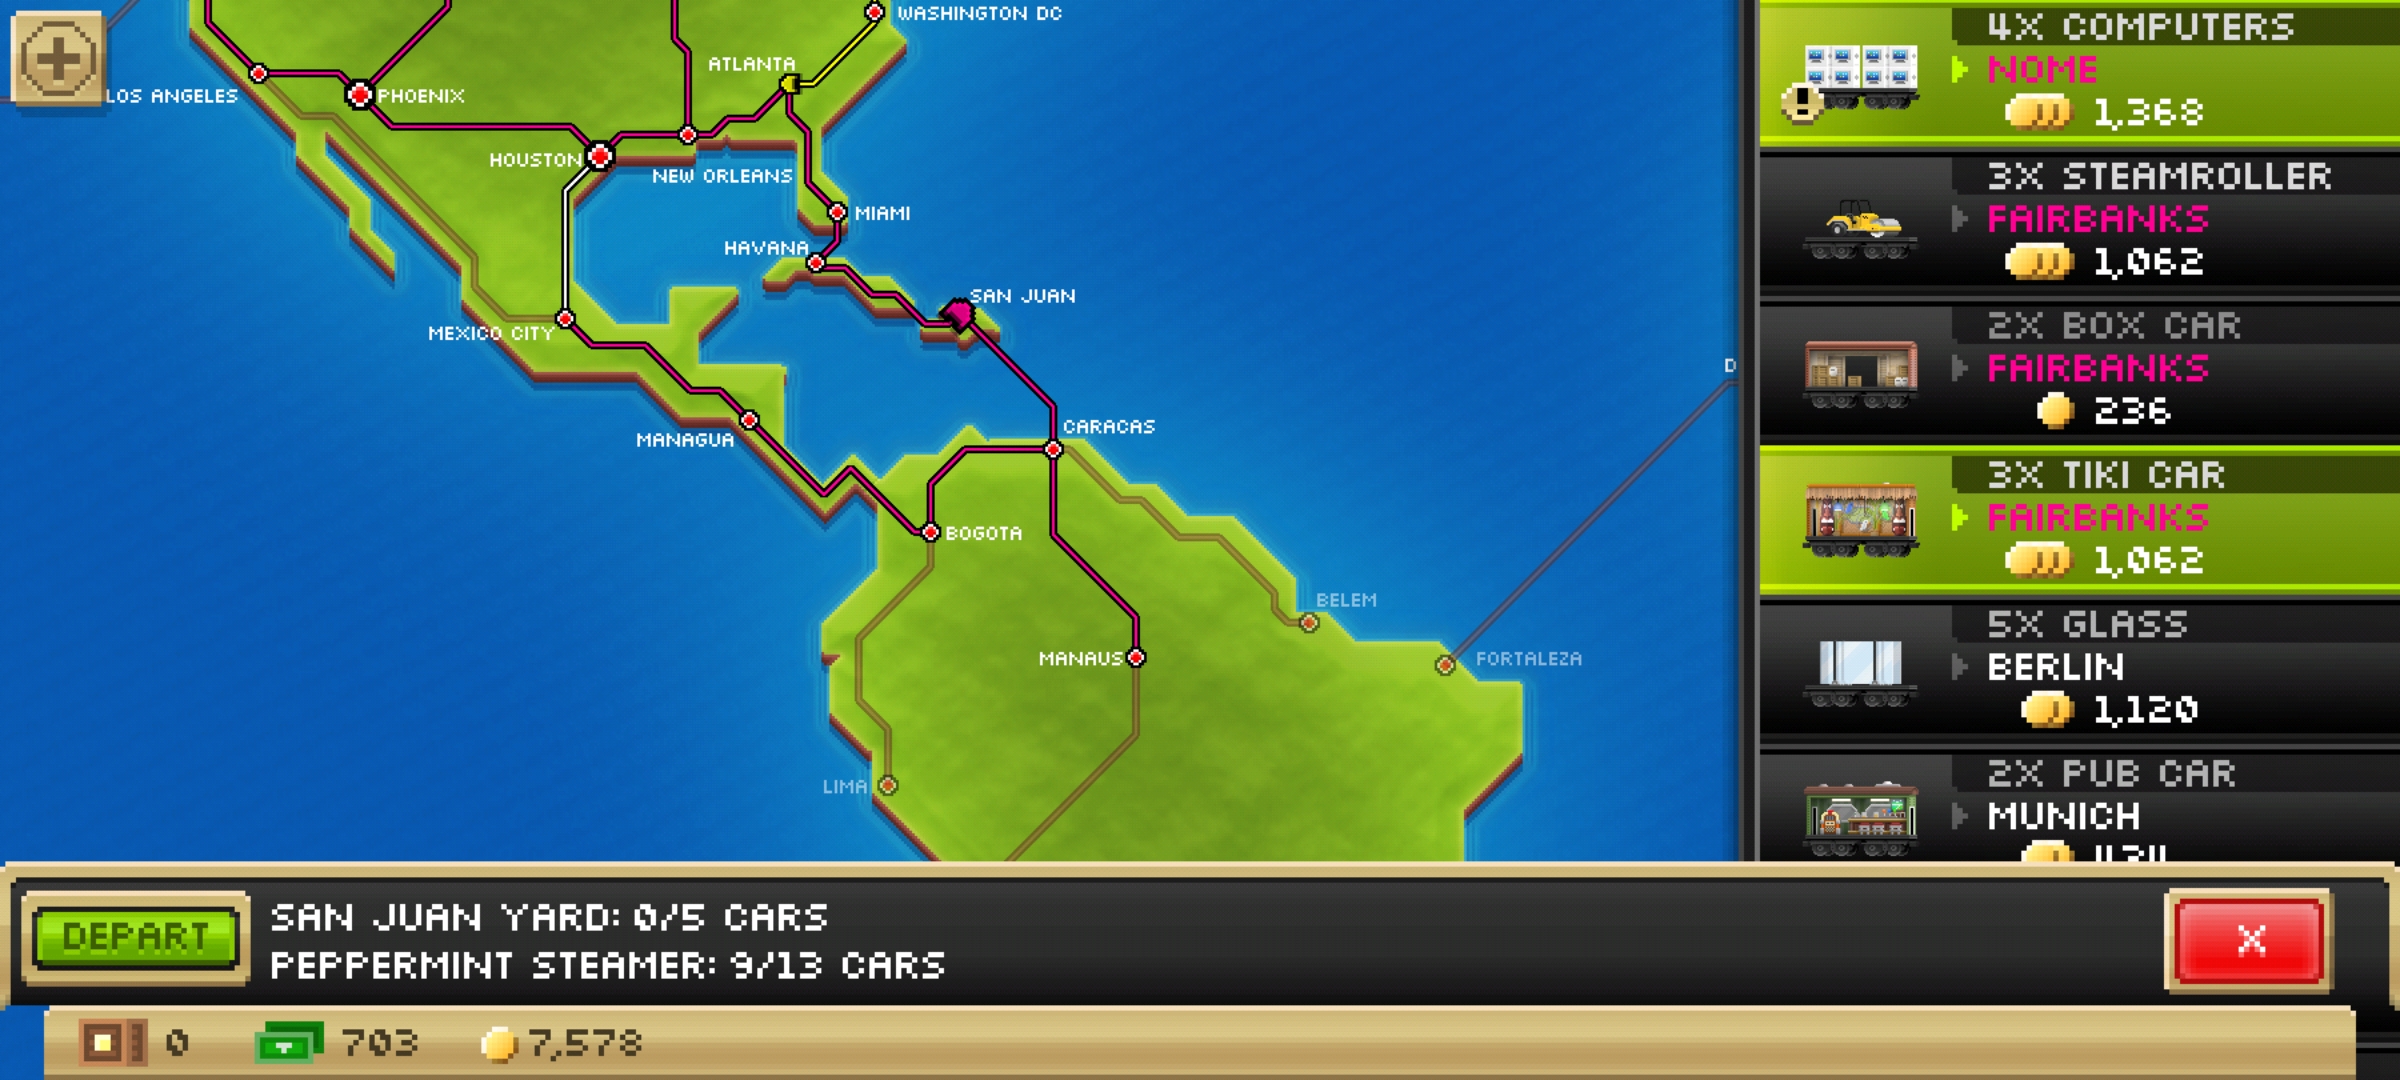 WASHINGTON DC
ATLANTA
LOS ANGELES
PHOENIX
HOUSTON
NEW ORLEANS
MIAMI
HAVANA
SAN JUAN
MEXICO CITY
D
CARACAS
MANAGUA
BOGOTA
BELEM
MANAUS
FORTALEZA
LIMA
4X COMPUTERS
NOME
1,368
3X STEAMROLLER
FAIRBANKS
1,062
2X BOX CAR
FAIRBANKS
236
3X TIKI CAR
FAIRBANKS
1,062
5X GLASS
BERLIN
1,120
2X PUB CAR
MUNICH
DEPART
SAN JUAN YARD: 0/5 CARS
PEPPERMINT STEAMER: 9/13 CARS
X
0
703
7,578